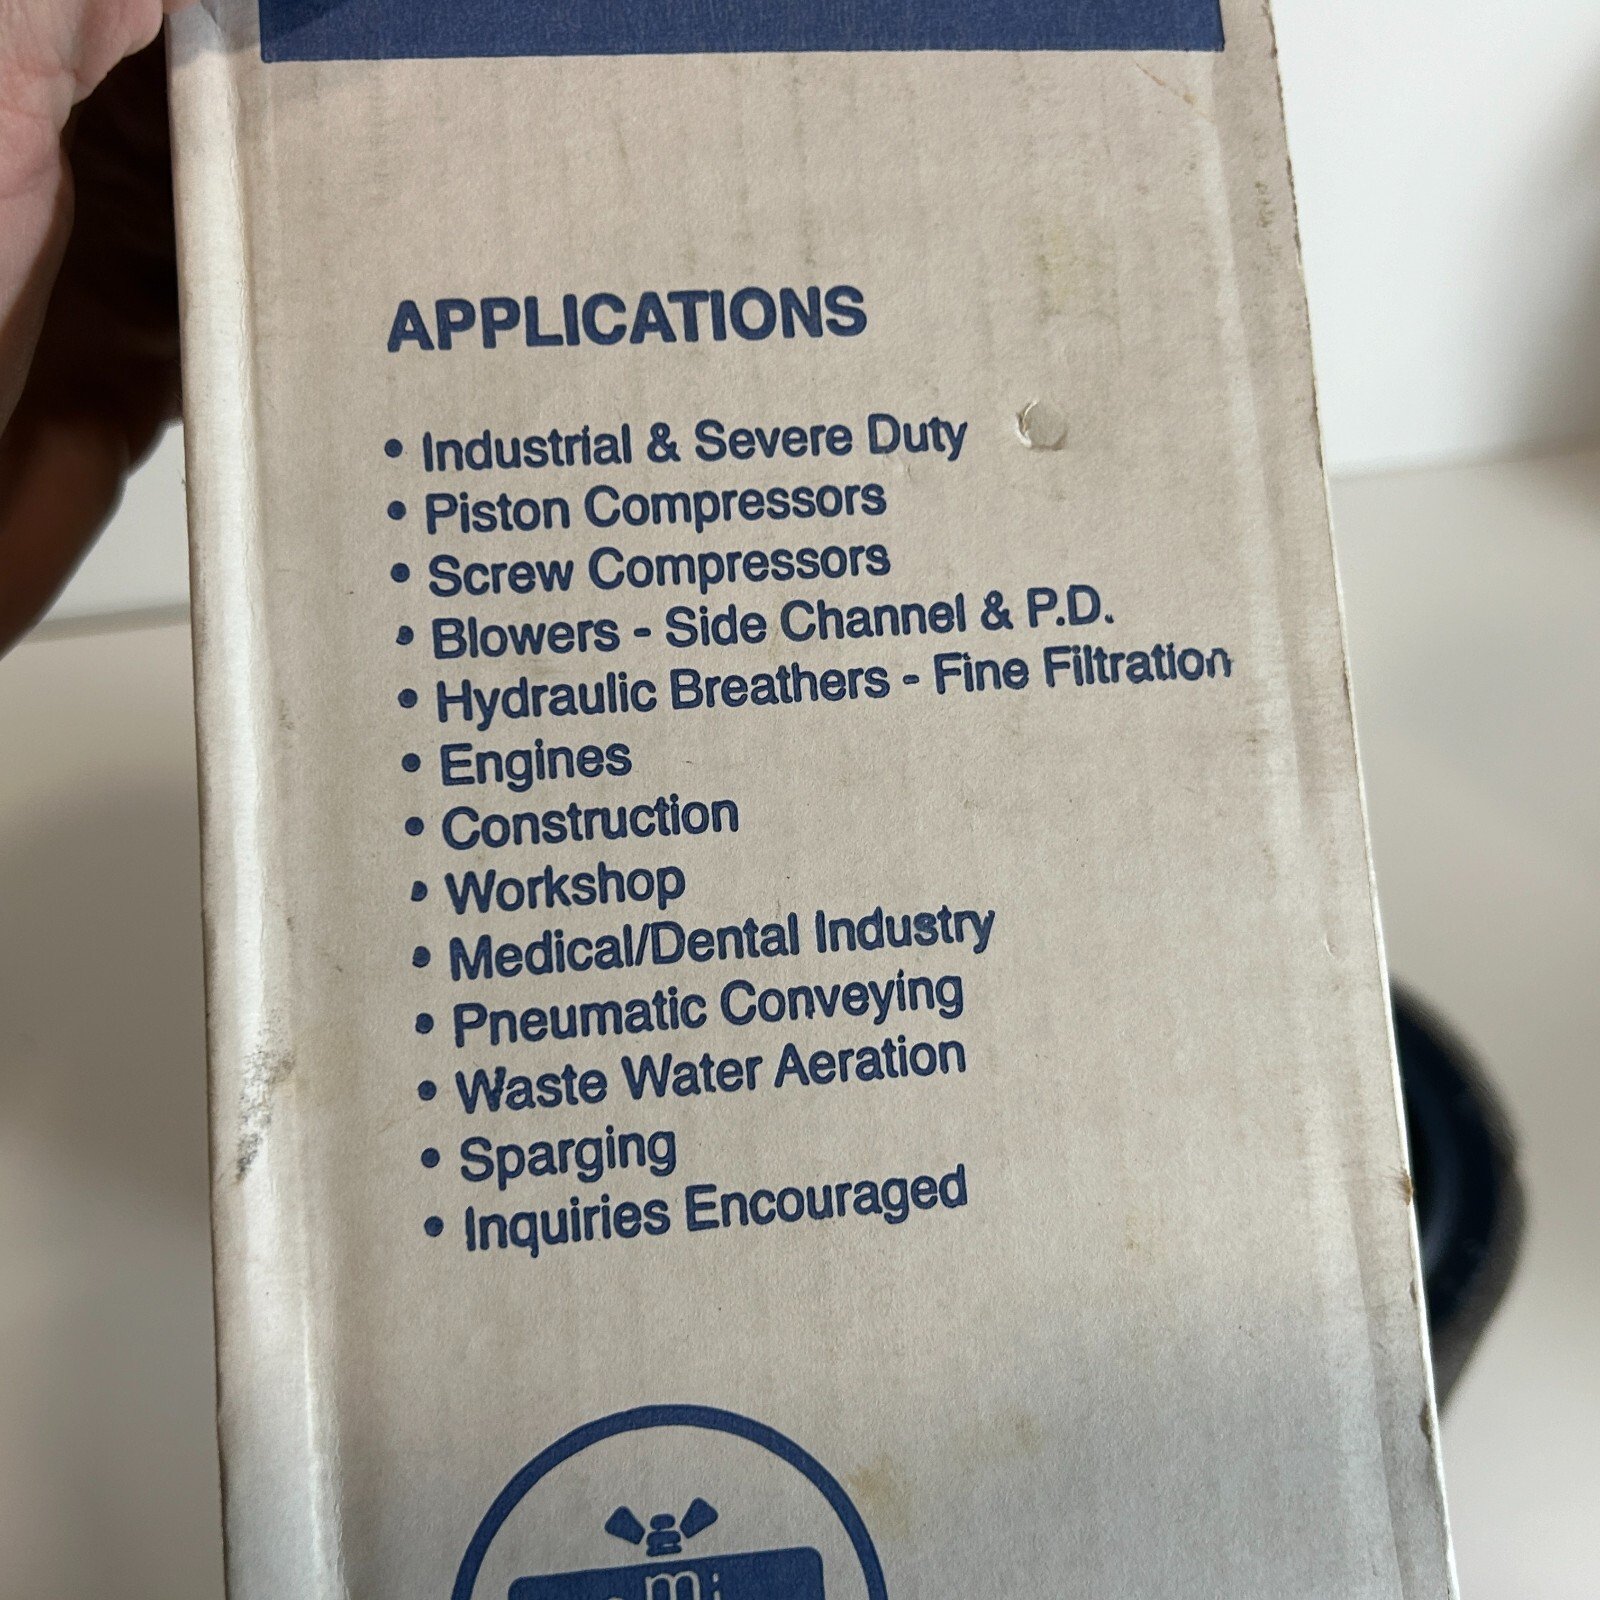 APPLICATIONS
• Industrial & Severe Duty
• Piston Compressors
• Screw Compressors
• Blowers - Side Channel & P.D.
• Hydraulic Breathers - Fine Filtration
• Engines
• Construction
• Workshop
• Medical/Dental Industry
• Pneumatic Conveying
• Waste Water Aeration
• Sparging
• Inquiries Encouraged